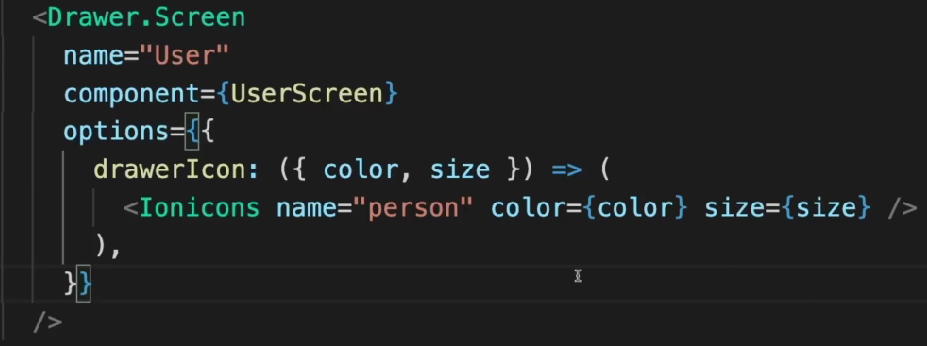 <Drawer.Screen
name="User"
component={UserScreen}
options={{
drawerIcon: ({ color, size }) => (
<Ionicons name="person" color={color} size={size} />
),
}}
/>